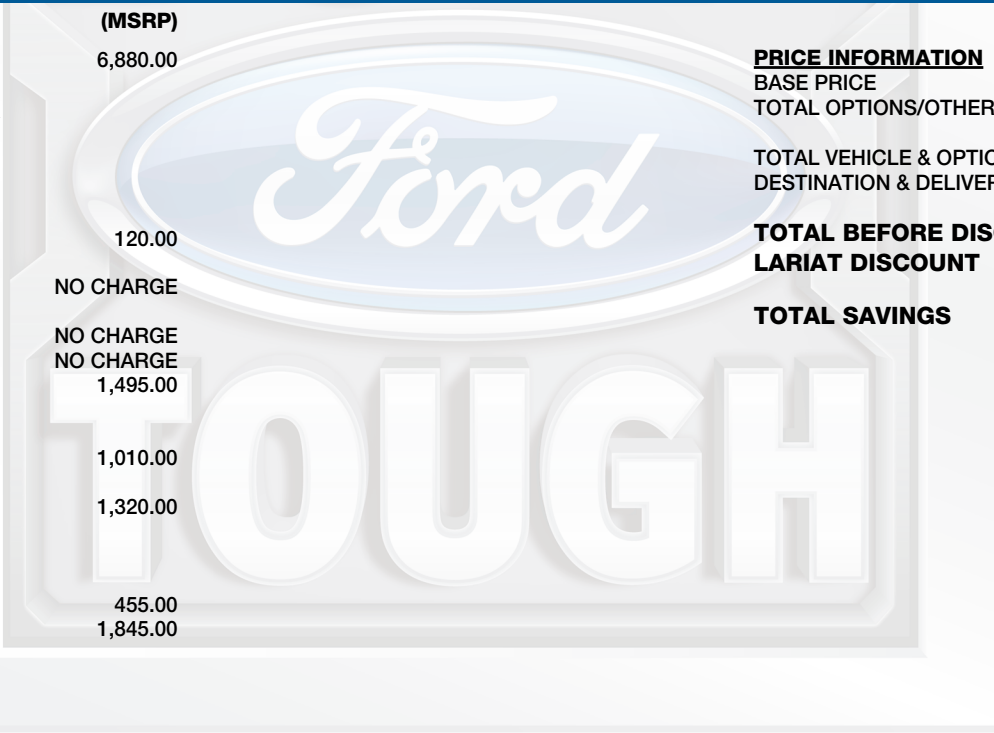 (MSRP)
6,880.00
120.00
NO CHARGE
NO CHARGE
NO CHARGE
1,495.00
1,010.00
1,320.00
455.00
1,845.00
PRICE INFORMATION
BASE PRICE
TOTAL OPTIONS/OTHER
TOTAL VEHICLE & OPTIO
DESTINATION & DELIVER
TOTAL BEFORE DISC
LARIAT DISCOUNT
TOTAL SAVINGS
Ford
TOUGH